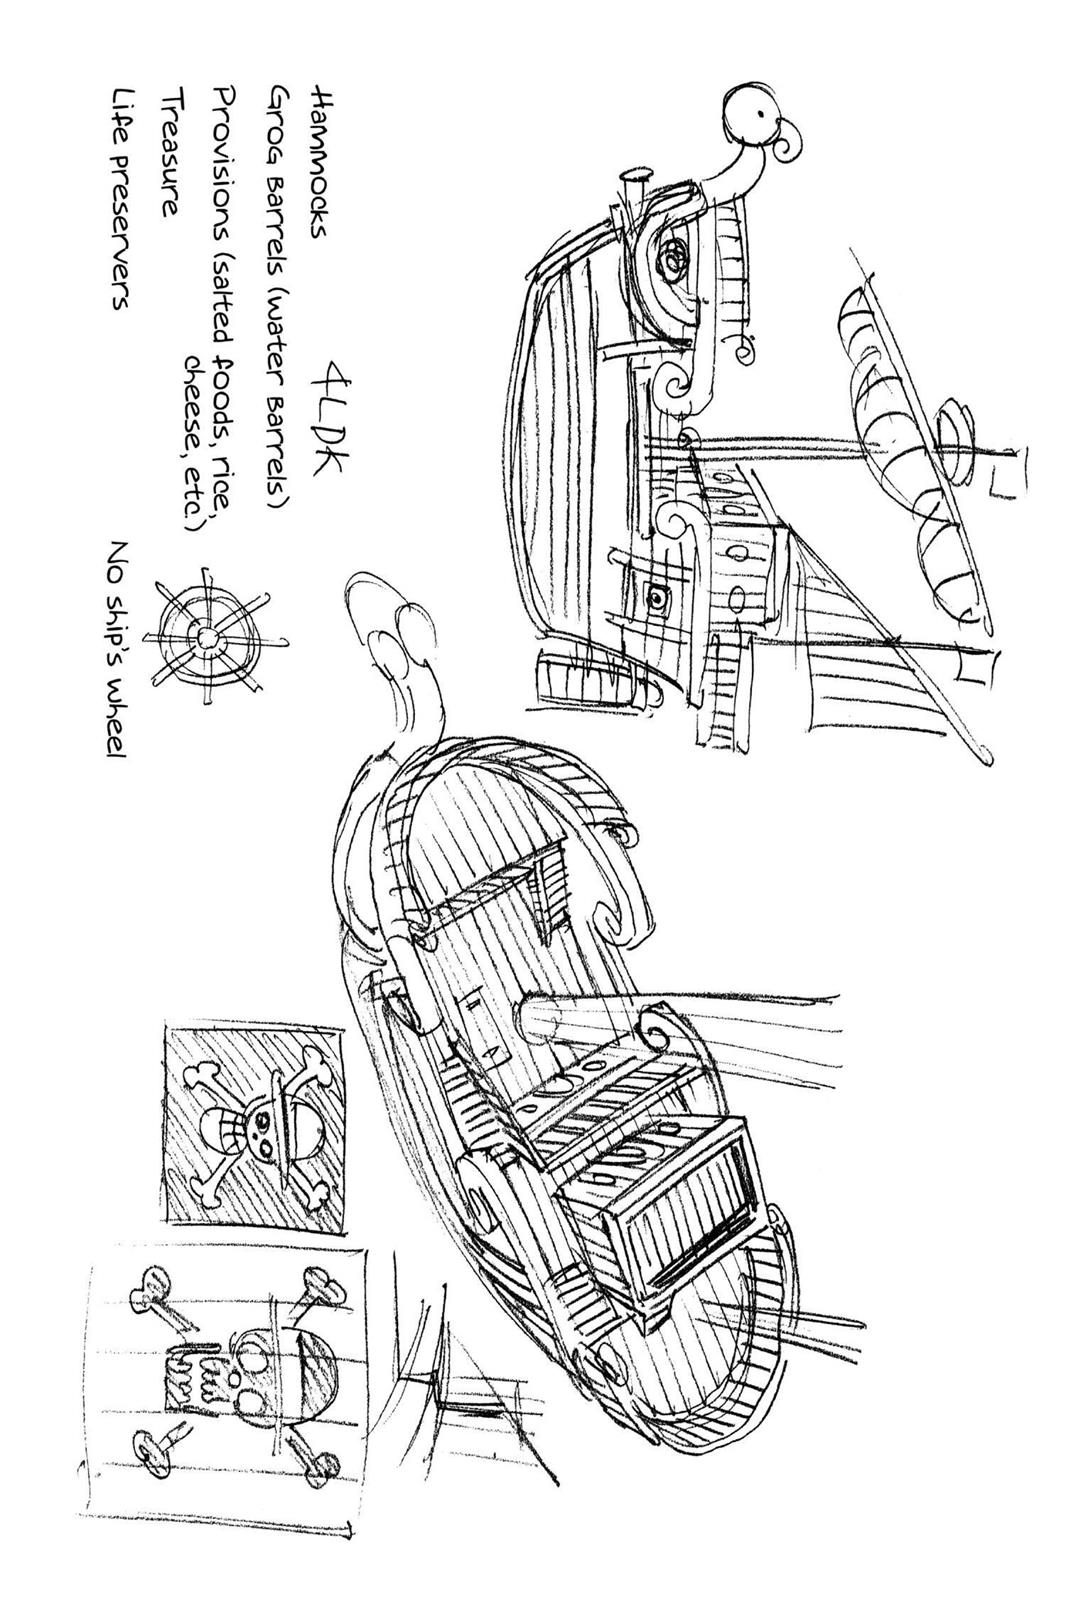 4LDK
Hammocks
Grog Barrels (water Barrels)
Provisions (salted foods, rice,
cheese, etc.)
Treasure
Life preservers
No ship's wheel